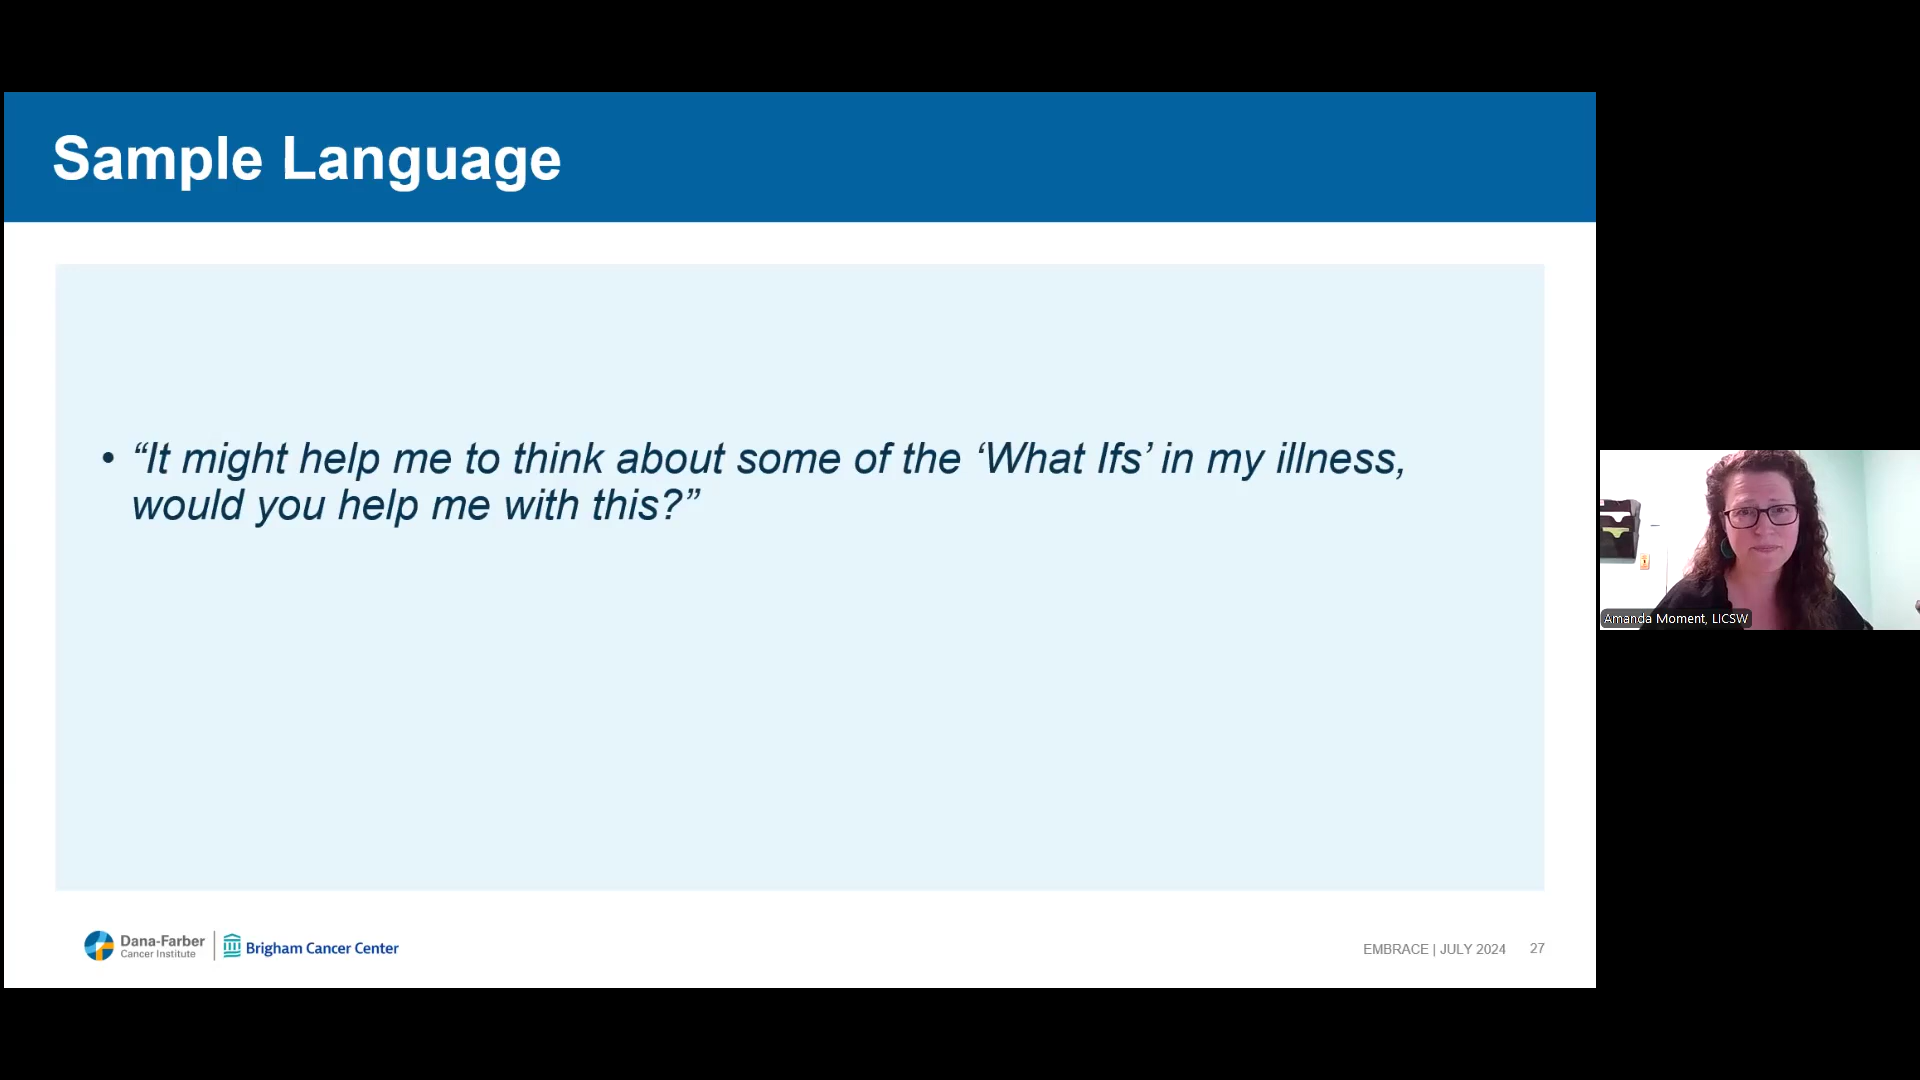 Sample Language
• “It might help me to think about some of the ‘What Ifs’ in my illness,
would you help me with this?”
Amanda Moment, LICSW
Dana-Farber
Cancer Institute
Brigham Cancer Center
EMBRACE | JULY 2024 27